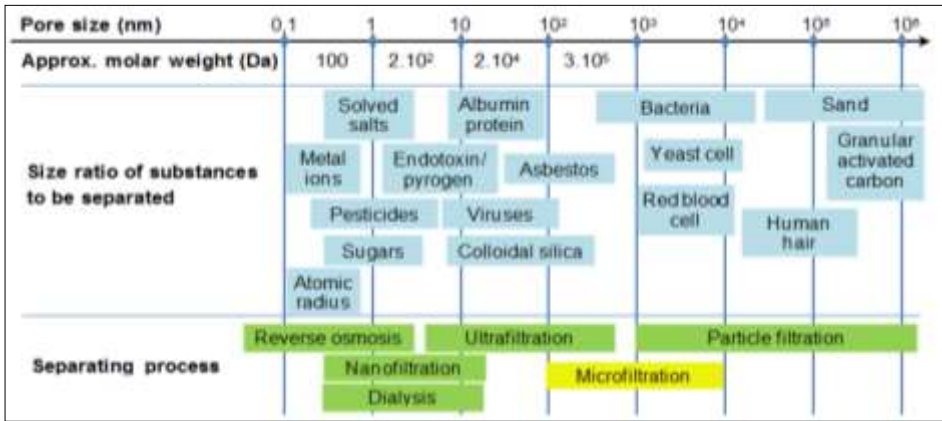 Pore size (nm) 0,1 1 10 10² 10³ 10⁴ 10⁵ 10⁶
Approx. molar weight (Da) 100 2.10² 2.10⁴ 3.10⁵
Solved
salts
Albumin
protein
Bacteria
Sand
Metal
ions
Endotoxin/
pyrogen
Asbestos
Yeast cell
Granular
activated
carbon
Size ratio of substances
to be separated
Pesticides
Viruses
Red blood
cell
Human
hair
Sugars
Colloidal silica
Atomic
radius
Reverse osmosis
Ultrafiltration
Particle filtration
Separating process
Nanofiltration
Microfiltration
Dialysis